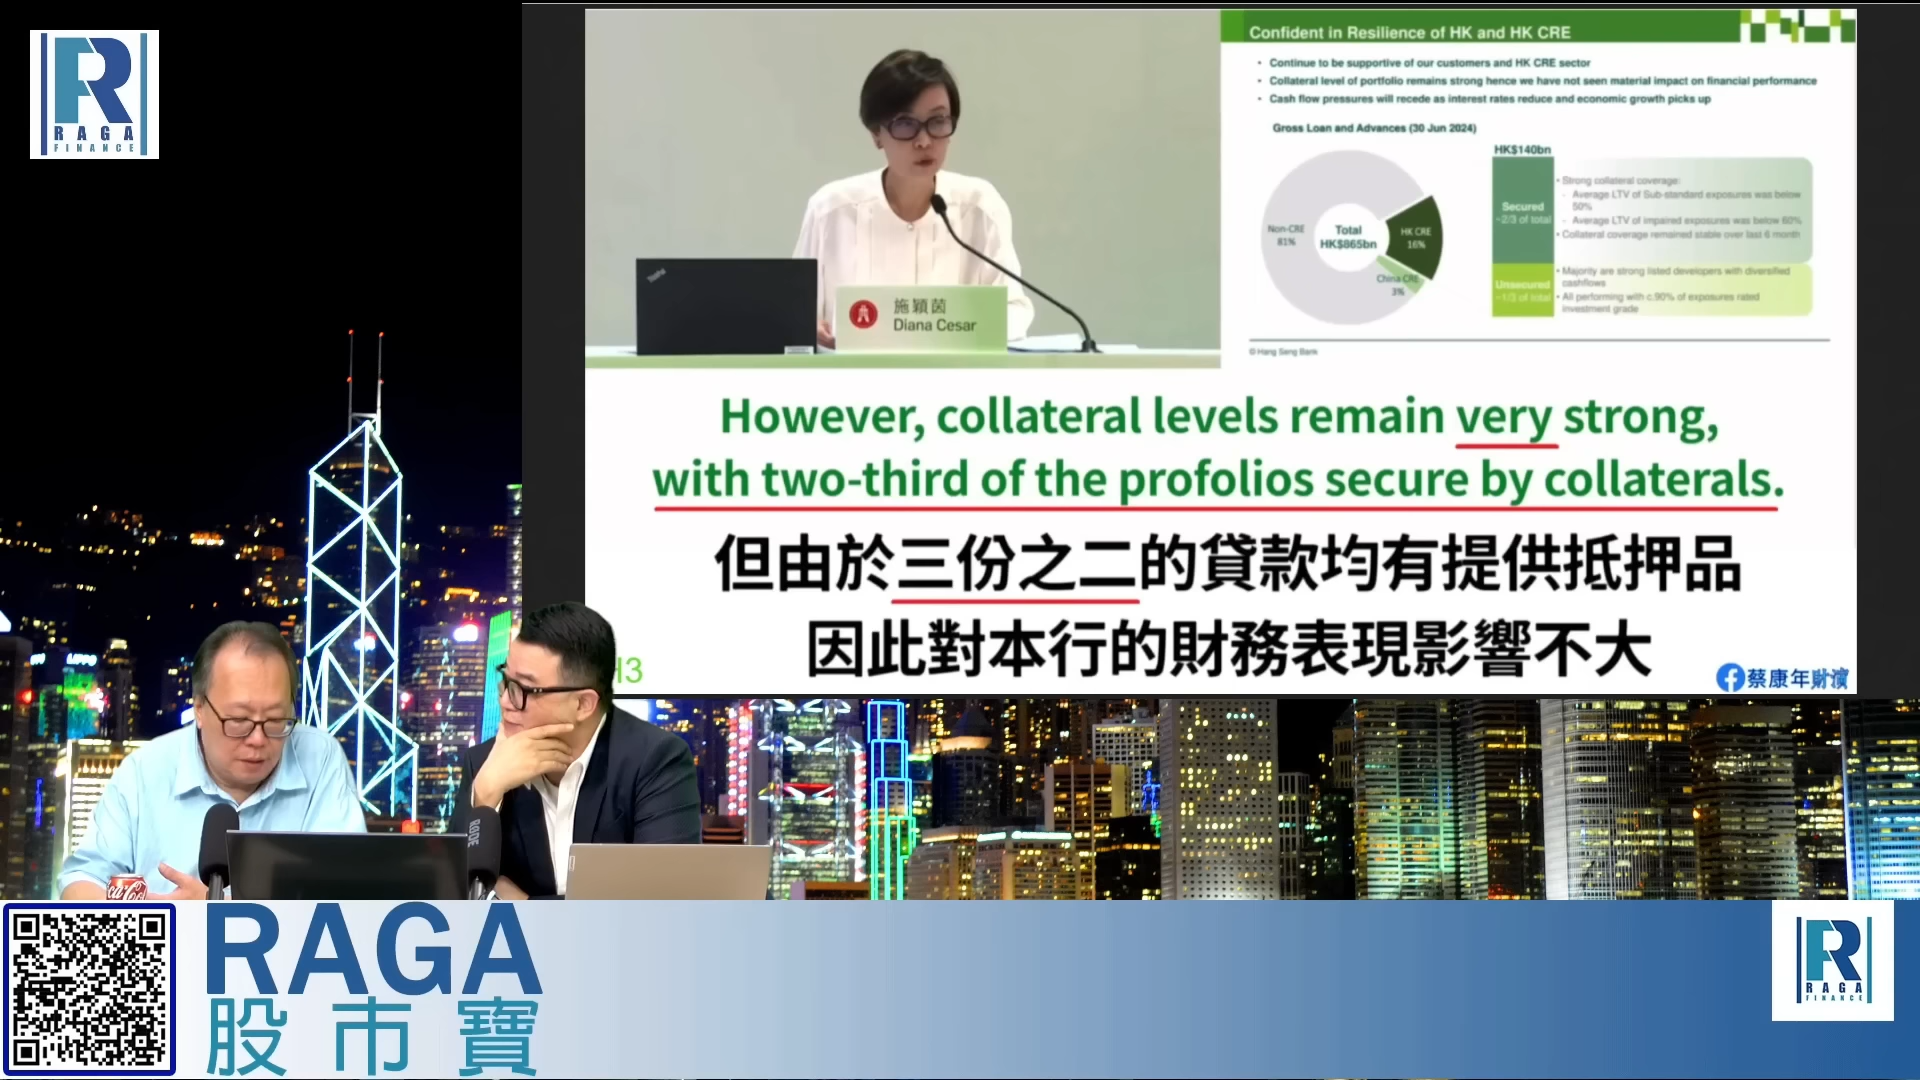 RAGA
FINANCE
Confident in Resilience of HK and HK CRE
• Continue to be supportive of our customers and HK CRE sector
• Collateral level of portfolio remains strong hence we have not seen material impact on financial performance
• Cash flow pressures will recede as interest rates reduce and economic growth picks up
Gross Loan and Advances (30 Jun 2024)
HK$140bn
Non-CRE
81%
Total
HK$865bn
HK CRE
16%
China CRE
3%
Secured
~2/3 of total
• Strong collateral coverage:
- Average LTV of Sub-standard exposures was below
50%
- Average LTV of impaired exposures was below 60%
• Collateral coverage remained stable over last 6 month
Unsecured
~1/3 of total
• Majority are strong listed developers with diversified
cashflows
• All performing with c.90% of exposures rated
investment grade
© Hang Seng Bank
ThinkPad
施穎茵
Diana Cesar
However, collateral levels remain very strong,
with two-third of the profolios secure by collaterals.
但由於三份之二的貸款均有提供抵押品
因此對本行的財務表現影響不大
H3
蔡康年財演
LIPPO
RODE
Coca-Cola
RAGA
股市寶
RAGA
FINANCE